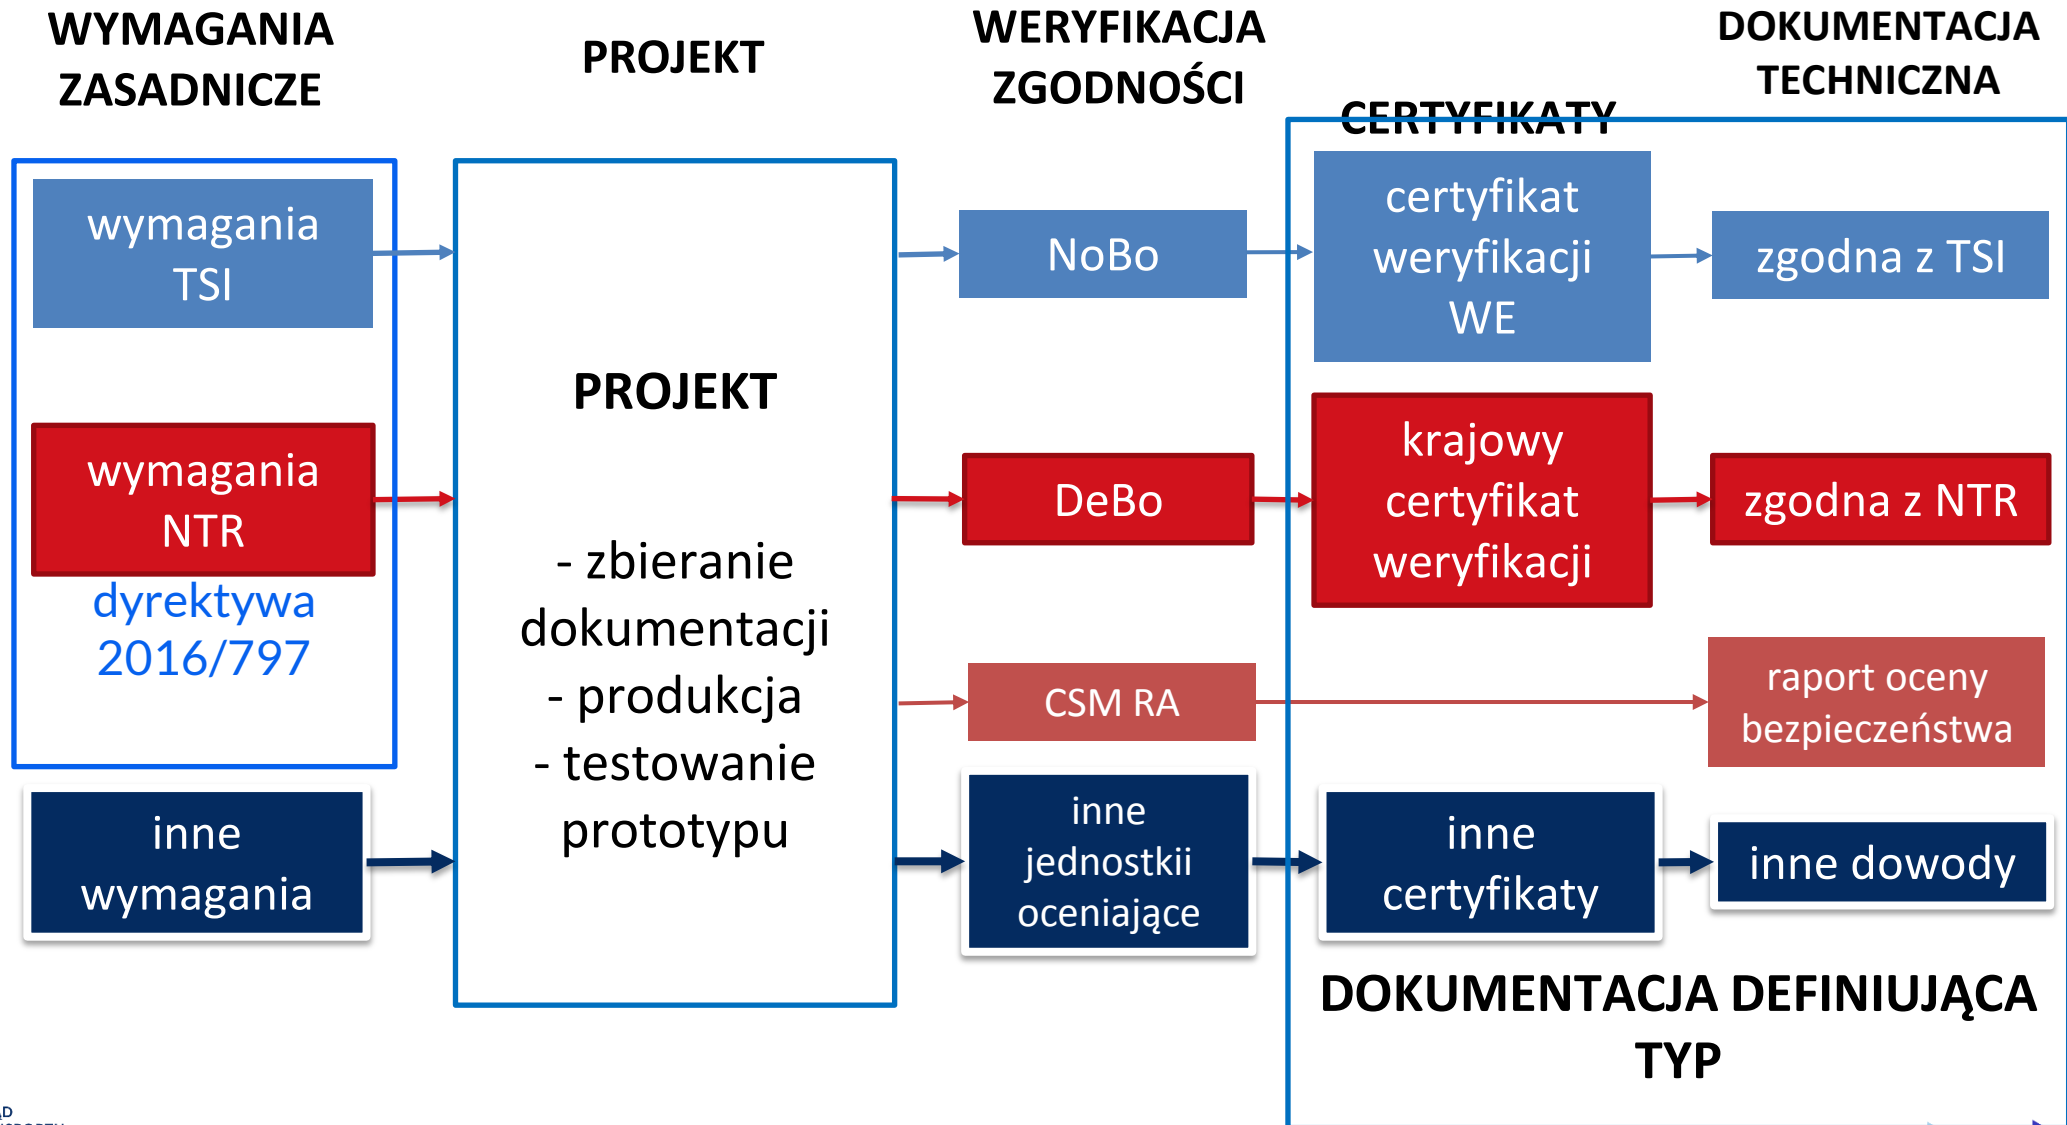 WYMAGANIA
ZASADNICZE
PROJEKT
WERYFIKACJA
ZGODNOŚCI
CERTYFIKATY
DOKUMENTACJA
TECHNICZNA
wymagania
TSI
wymagania
NTR
dyrektywa
2016/797
inne
wymagania
PROJEKT
- zbieranie
dokumentacji
- produkcja
- testowanie
prototypu
NoBo
DeBo
CSM RA
inne
jednostkii
oceniające
certyfikat
weryfikacji
WE
krajowy
certyfikat
weryfikacji
inne
certyfikaty
zgodna z TSI
zgodna z NTR
raport oceny
bezpieczeństwa
inne dowody
DOKUMENTACJA DEFINIUJĄCA
TYP